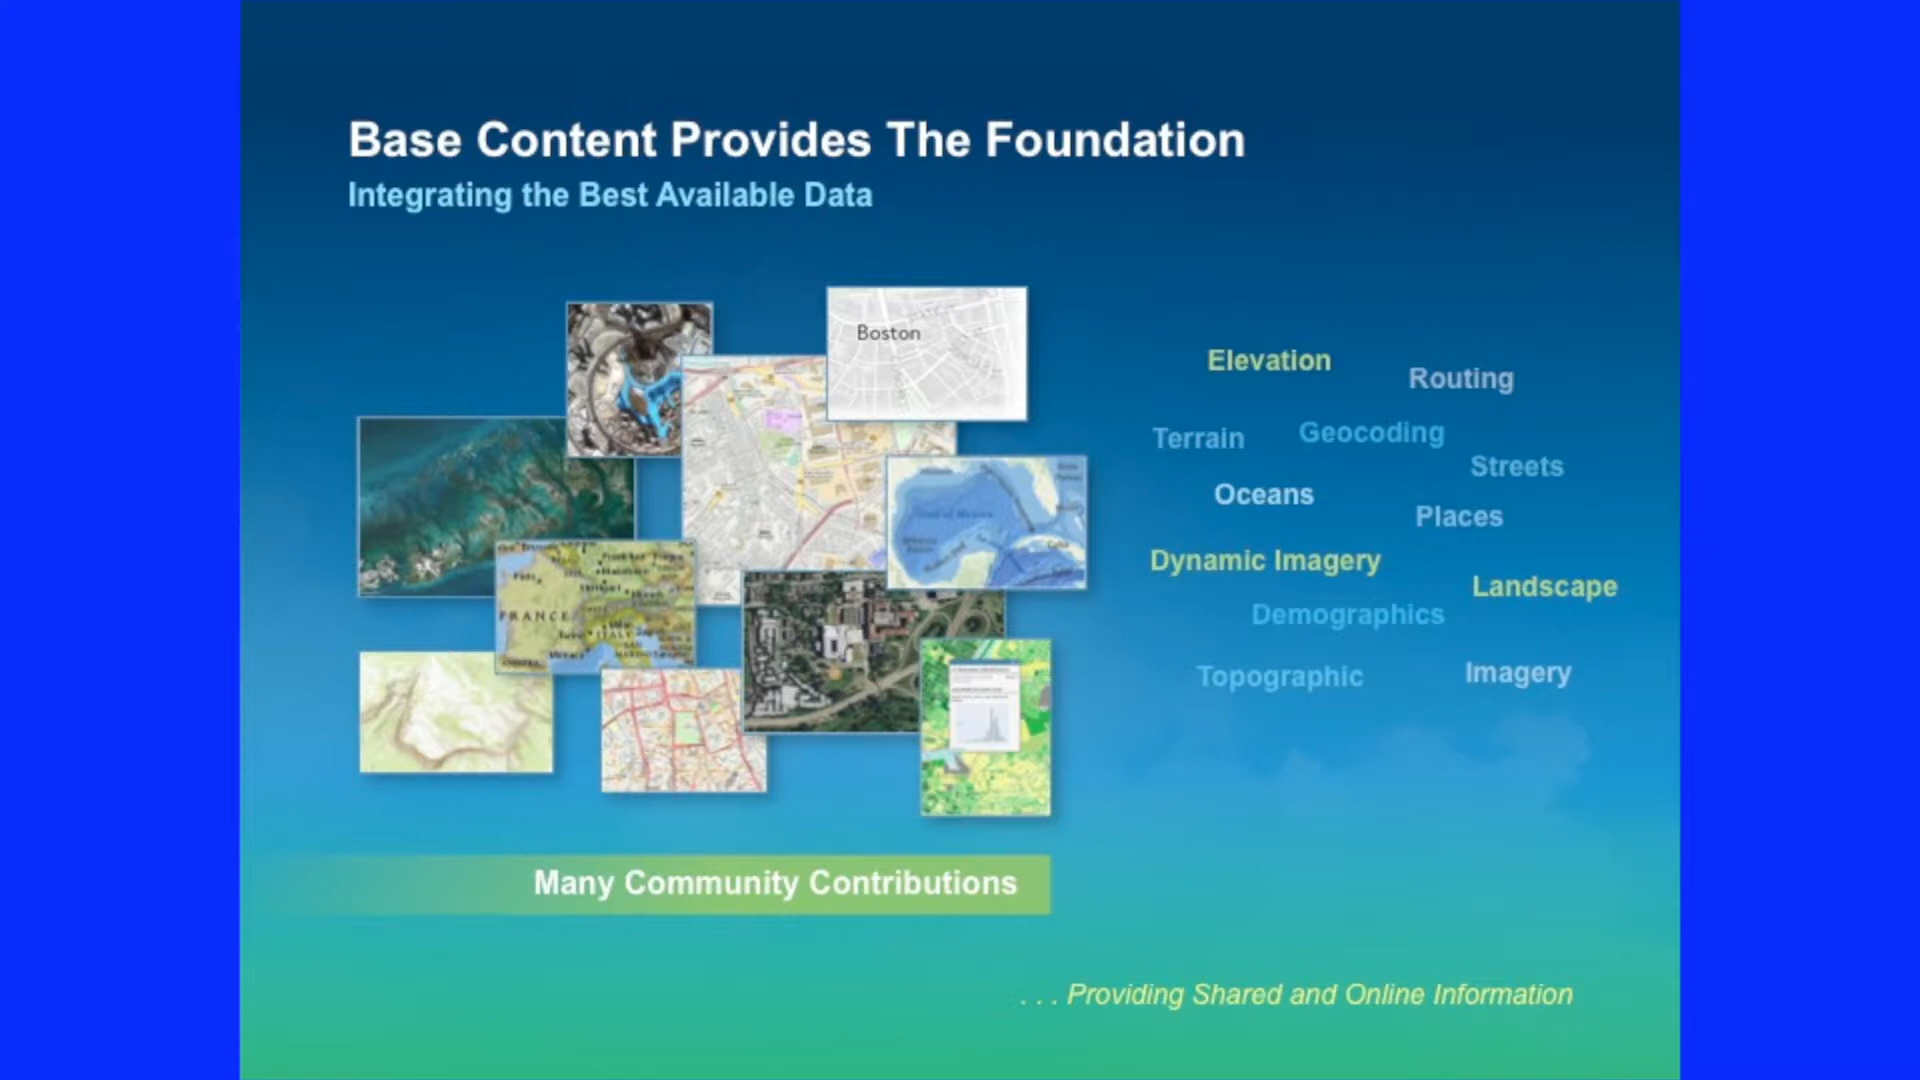 Base Content Provides The Foundation
Integrating the Best Available Data
Boston
Elevation
Routing
Terrain
Geocoding
Streets
Oceans
Places
Dynamic Imagery
Landscape
Demographics
Topographic
Imagery
FRANCE
Many Community Contributions
. . . Providing Shared and Online Information